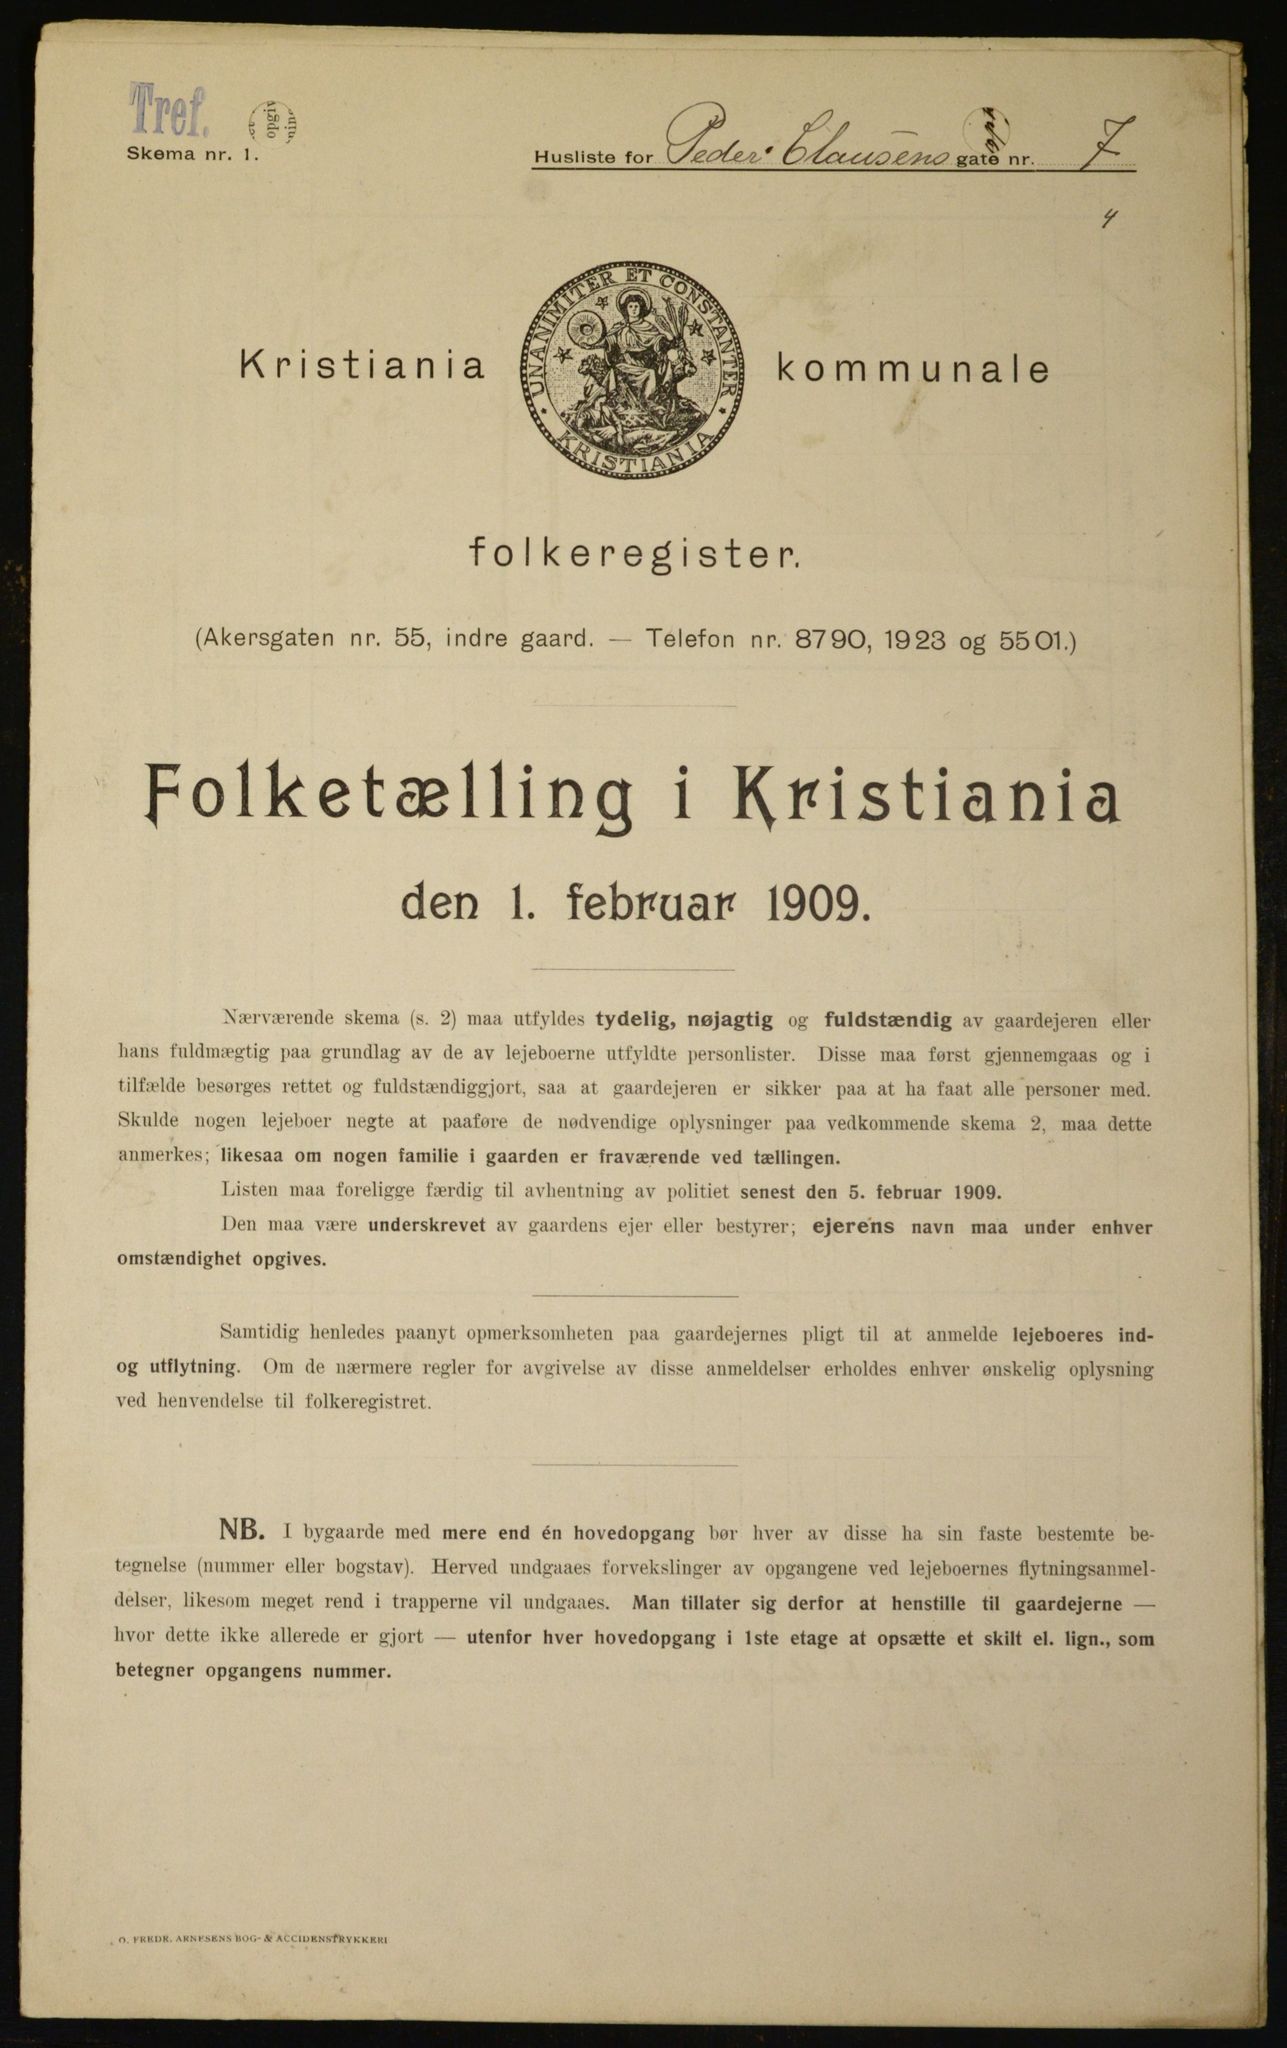 Tref.
Skema nr. 1.
Husliste for Peder Clausens gate nr. 7
4
UNANIMITER ET CONSTANTER
KRISTIANIA
Kristiania kommunale
folkeregister.
(Akersgaten nr. 55, indre gaard. — Telefon nr. 8790, 1923 og 5501.)
Folketælling i Kristiania
den 1. februar 1909.
Nærværende skema (s. 2) maa utfyldes tydelig, nøjagtig og fuldstændig av gaardejeren eller
hans fuldmægtig paa grundlag av de av lejeboerne utfyldte personlister. Disse maa først gjennemgaas og i
tilfælde besørges rettet og fuldstændiggjort, saa at gaardejeren er sikker paa at ha faat alle personer med.
Skulde nogen lejeboer negte at paaføre de nødvendige oplysninger paa vedkommende skema 2, maa dette
anmerkes; likesaa om nogen familie i gaarden er fraværende ved tællingen.
Listen maa foreligge færdig til avhentning av politiet senest den 5. februar 1909.
Den maa være underskrevet av gaardens ejer eller bestyrer; ejerens navn maa under enhver
omstændighet opgives.
Samtidig henledes paanyt opmerksomheten paa gaardejernes pligt til at anmelde lejeboeres ind-
og utflytning. Om de nærmere regler for avgivelse av disse anmeldelser erholdes enhver ønskelig oplysning
ved henvendelse til folkeregistret.
NB. I bygaarde med mere end én hovedopgang bør hver av disse ha sin faste bestemte be-
tegnelse (nummer eller bogstav). Herved undgaaes forvekslinger av opgangene ved lejeboernes flytningsanmel-
delser, likesom meget rend i trapperne vil undgaaes. Man tillater sig derfor at henstille til gaardejerne —
hvor dette ikke allerede er gjort — utenfor hver hovedopgang i 1ste etage at opsætte et skilt el. lign., som
betegner opgangens nummer.
O. FREDR. ARNESENS BOG- & ACCIDENSTRYKKERI